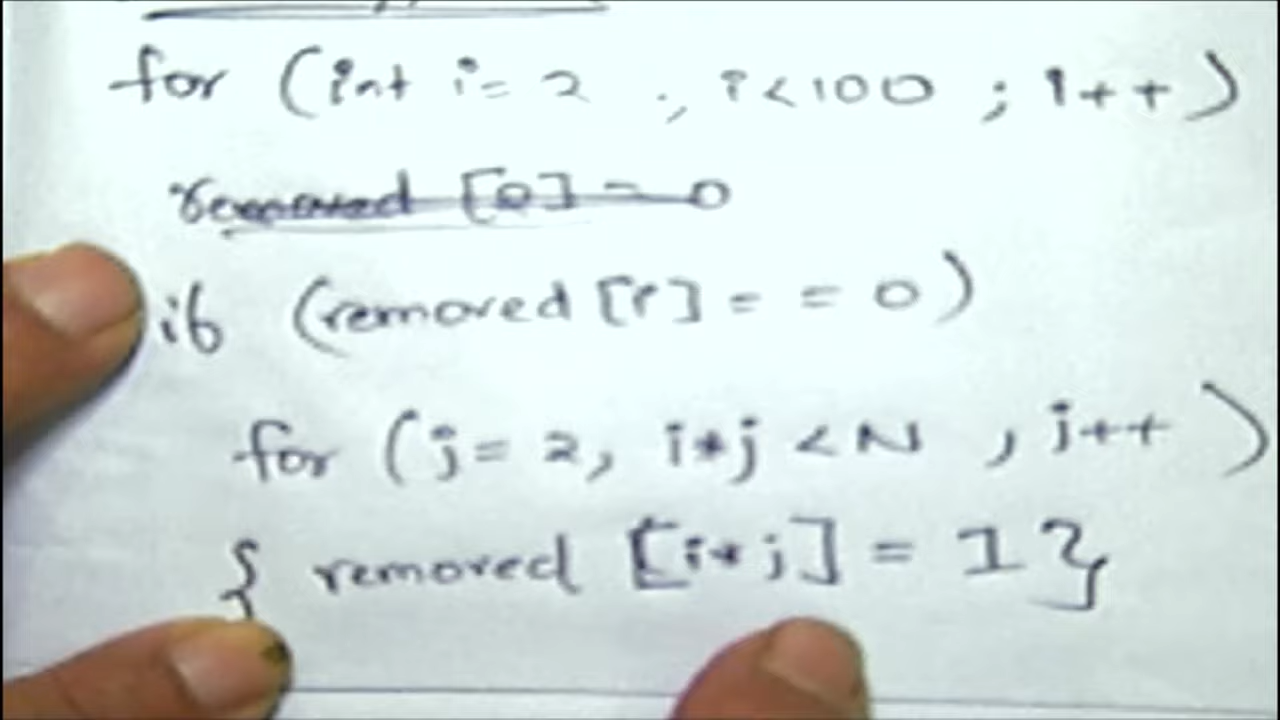 for (int i= 2 ; i<100 ; i++)
removed [0] = 0
if (removed [i] = = 0)
for (j= 2, i*j <N , j++ )
{ removed [i*j] = 1 }